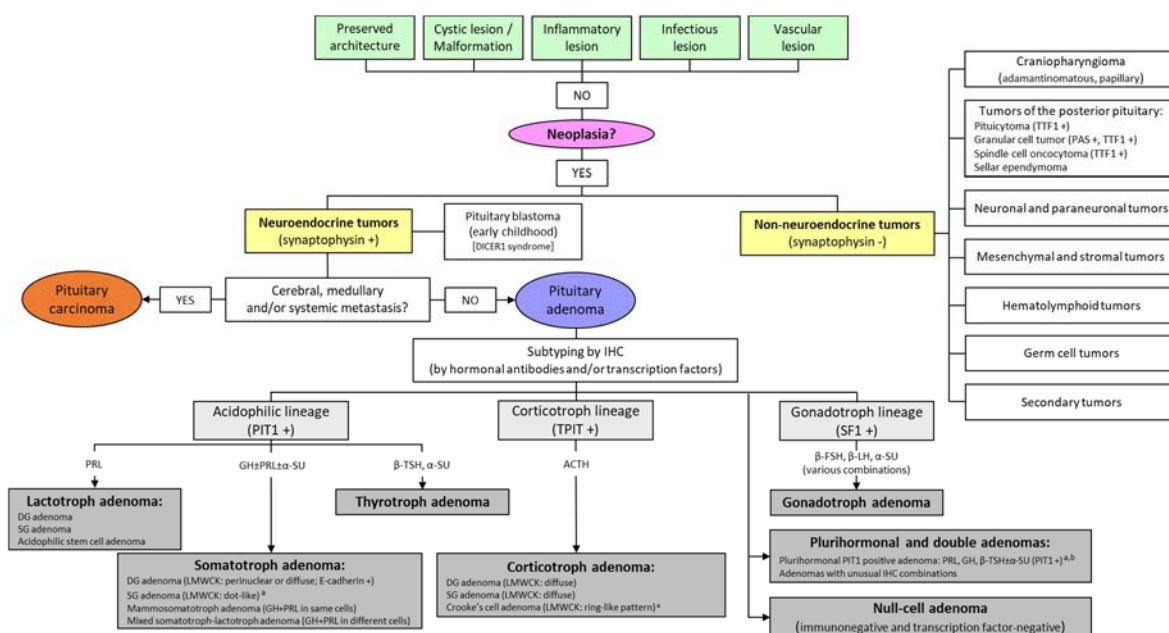 Preserved
architecture
Cystic lesion /
Malformation
Inflammatory
lesion
Infectious
lesion
Vascular
lesion
NO
Neoplasia?
YES
Neuroendocrine tumors
(synaptophysin +)
Pituitary blastoma
(early childhood)
[DICER1 syndrome]
Non-neuroendocrine tumors
(synaptophysin -)
Craniopharyngioma
(adamantinomatous, papillary)
Tumors of the posterior pituitary:
Pituicytoma (TTF1 +)
Granular cell tumor (PAS +, TTF1 +)
Spindle cell oncocytoma (TTF1 +)
Sellar ependymoma
Neuronal and paraneuronal tumors
Mesenchymal and stromal tumors
Hematolymphoid tumors
Germ cell tumors
Secondary tumors
Pituitary
carcinoma
YES
Cerebral, medullary
and/or systemic metastasis?
NO
Pituitary
adenoma
Subtyping by IHC
(by hormonal antibodies and/or transcription factors)
Acidophilic lineage
(PIT1 +)
Corticotroph lineage
(TPIT +)
Gonadotroph lineage
(SF1 +)
PRL
GH±PRL±α-SU
β-TSH, α-SU
ACTH
β-FSH, β-LH, α-SU
(various combinations)
Lactotroph adenoma:
DG adenoma
SG adenoma
Acidophilic stem cell adenoma
Thyrotroph adenoma
Gonadotroph adenoma
Somatotroph adenoma:
DG adenoma (LMWCK: perinuclear or diffuse; E-cadherin +)
SG adenoma (LMWCK: dot-like) a
Mammosomatotroph adenoma (GH+PRL in same cells)
Mixed somatotroph-lactotroph adenoma (GH+PRL in different cells)
Corticotroph adenoma:
DG adenoma (LMWCK: diffuse)
SG adenoma (LMWCK: diffuse)
Crooke's cell adenoma (LMWCK: ring-like pattern) a
Plurihormonal and double adenomas:
Plurihormonal PIT1 positive adenoma: PRL, GH, β-TSH±α-SU (PIT1 +) a,b
Adenomas with unusual IHC combinations
Null-cell adenoma
(immunonegative and transcription factor-negative)